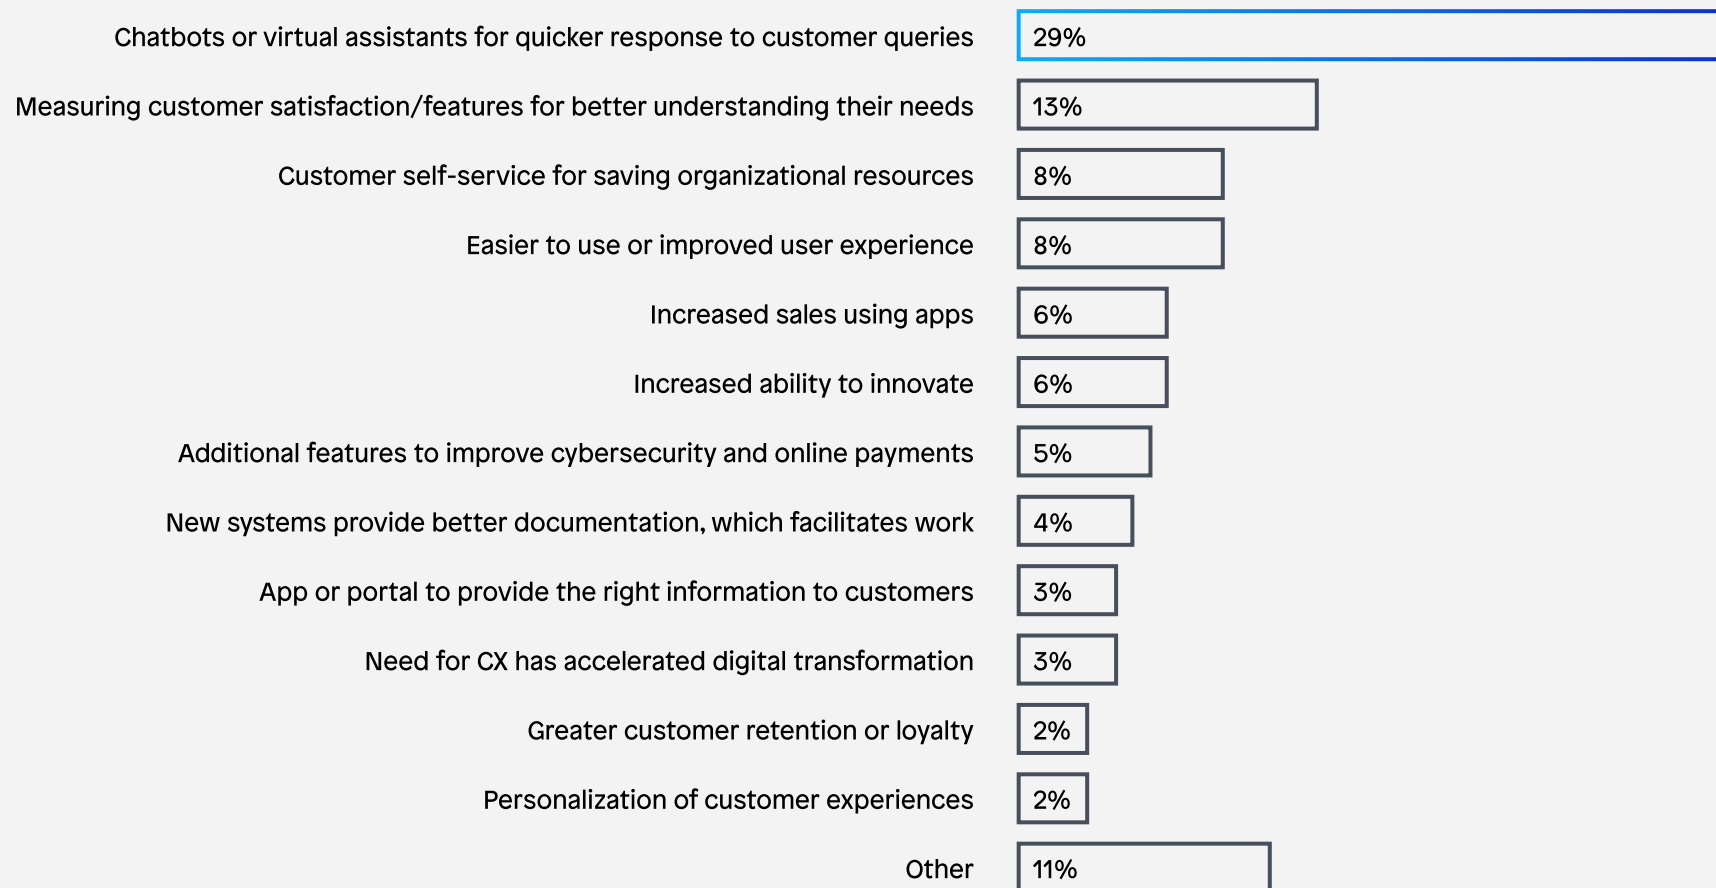 Chatbots or virtual assistants for quicker response to customer queries 29%
Measuring customer satisfaction/features for better understanding their needs 13%
Customer self-service for saving organizational resources 8%
Easier to use or improved user experience 8%
Increased sales using apps 6%
Increased ability to innovate 6%
Additional features to improve cybersecurity and online payments 5%
New systems provide better documentation, which facilitates work 4%
App or portal to provide the right information to customers 3%
Need for CX has accelerated digital transformation 3%
Greater customer retention or loyalty 2%
Personalization of customer experiences 2%
Other 11%